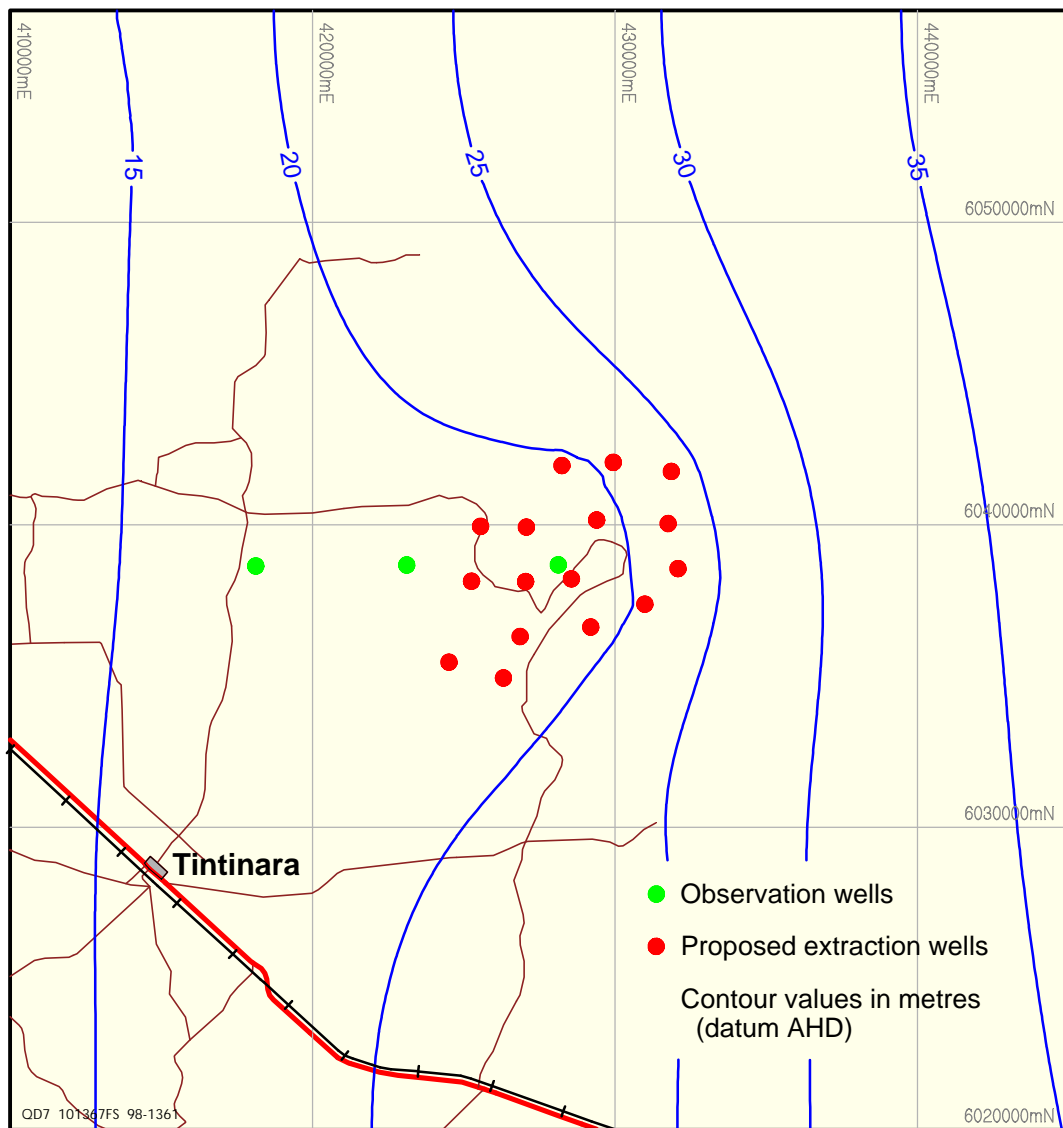 410000mE
420000mE
430000mE
440000mE
15
20
25
30
35
6050000mN
6040000mN
6030000mN
Tintinara
Observation wells
Proposed extraction wells
Contour values in metres
(datum AHD)
QD7 101367FS 98-1361
6020000mN